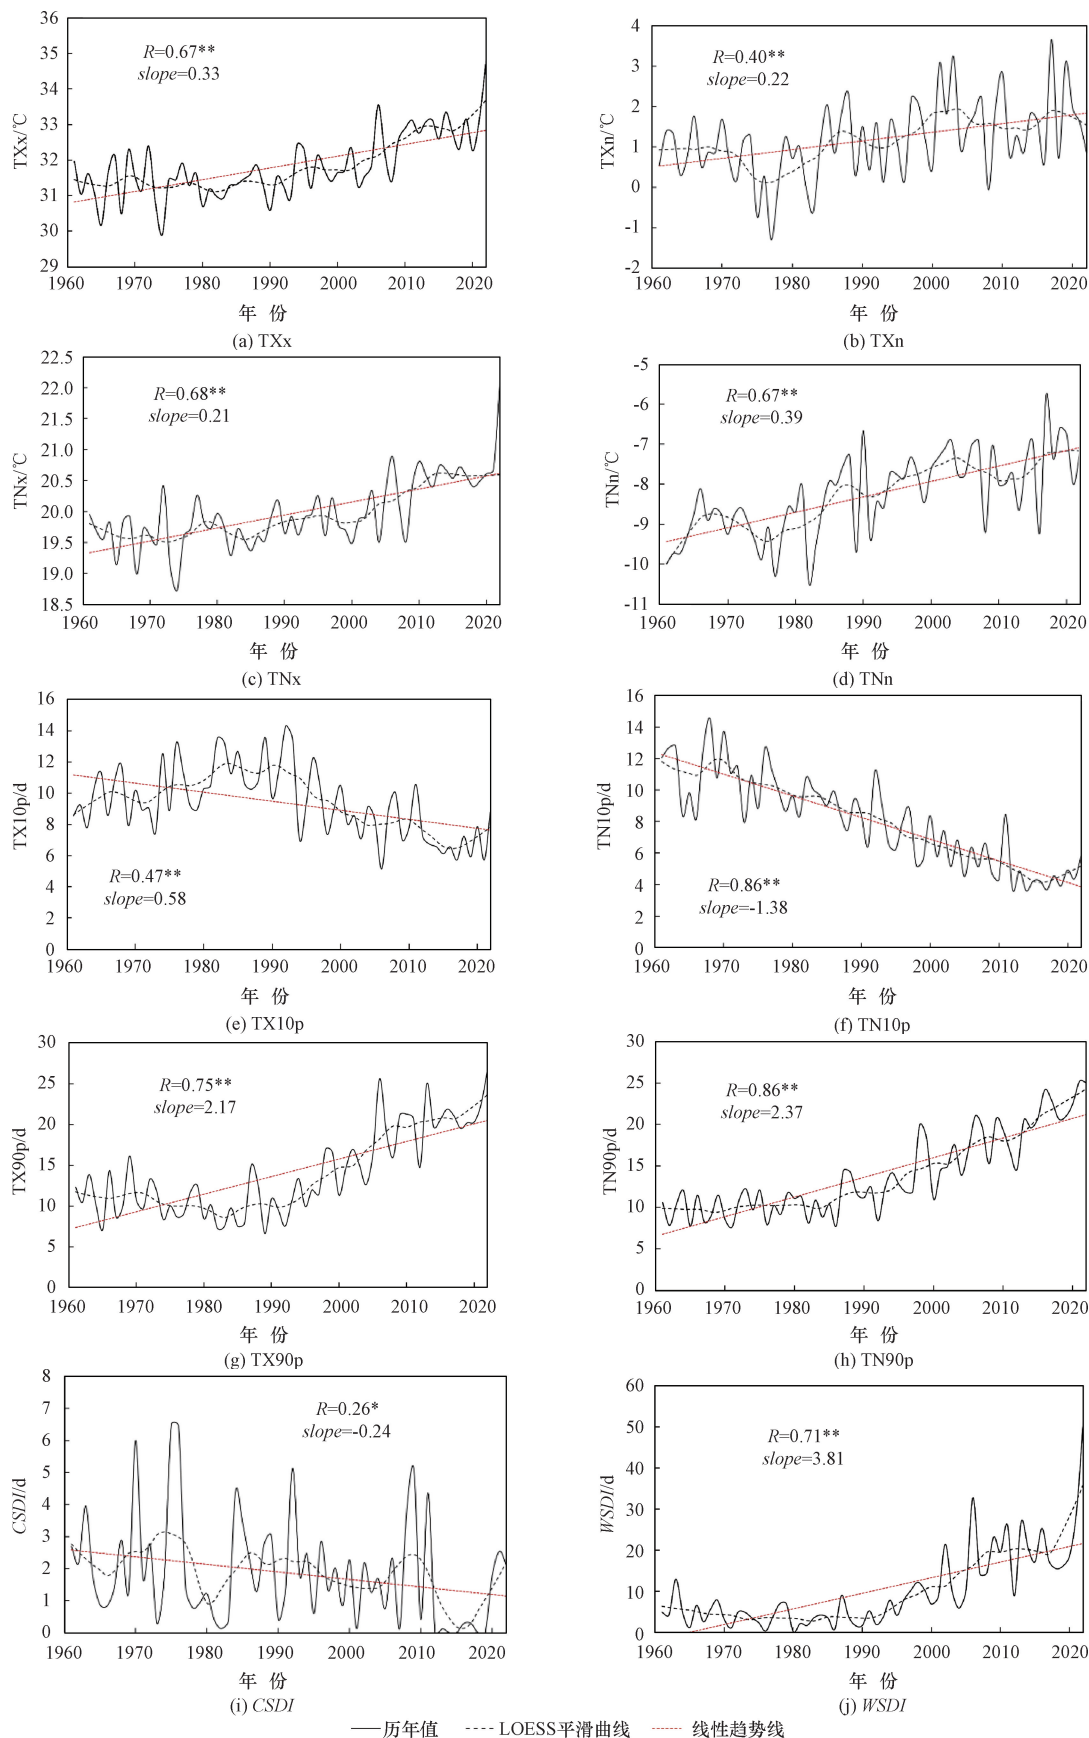 36
35
34
33
32
31
30
29
TXx/℃
R=0.67**
slope=0.33
1960 1970 1980 1990 2000 2010 2020
年 份
(a) TXx
4
3
2
1
0
-1
-2
TXn/℃
R=0.40**
slope=0.22
1960 1970 1980 1990 2000 2010 2020
年 份
(b) TXn
22.5
22.0
21.5
21.0
20.5
20.0
19.5
19.0
18.5
TNx/℃
R=0.68**
slope=0.21
1960 1970 1980 1990 2000 2010 2020
年 份
(c) TNx
-5
-6
-7
-8
-9
-10
-11
TNn/℃
R=0.67**
slope=0.39
1960 1970 1980 1990 2000 2010 2020
年 份
(d) TNn
16
14
12
10
8
6
4
2
0
TX10p/d
R=0.47**
slope=0.58
1960 1970 1980 1990 2000 2010 2020
年 份
(e) TX10p
16
14
12
10
8
6
4
2
0
TN10p/d
R=0.86**
slope=-1.38
1960 1970 1980 1990 2000 2010 2020
年 份
(f) TN10p
30
25
20
15
10
5
0
TX90p/d
R=0.75**
slope=2.17
1960 1970 1980 1990 2000 2010 2020
年 份
(g) TX90p
30
25
20
15
10
5
0
TN90p/d
R=0.86**
slope=2.37
1960 1970 1980 1990 2000 2010 2020
年 份
(h) TN90p
8
7
6
5
4
3
2
1
0
CSDI/d
R=0.26*
slope=-0.24
1960 1970 1980 1990 2000 2010 2020
年 份
(i) CSDI
60
50
40
30
20
10
0
WSDI/d
R=0.71**
slope=3.81
1960 1970 1980 1990 2000 2010 2020
年 份
(j) WSDI
历年值 LOESS平滑曲线 线性趋势线